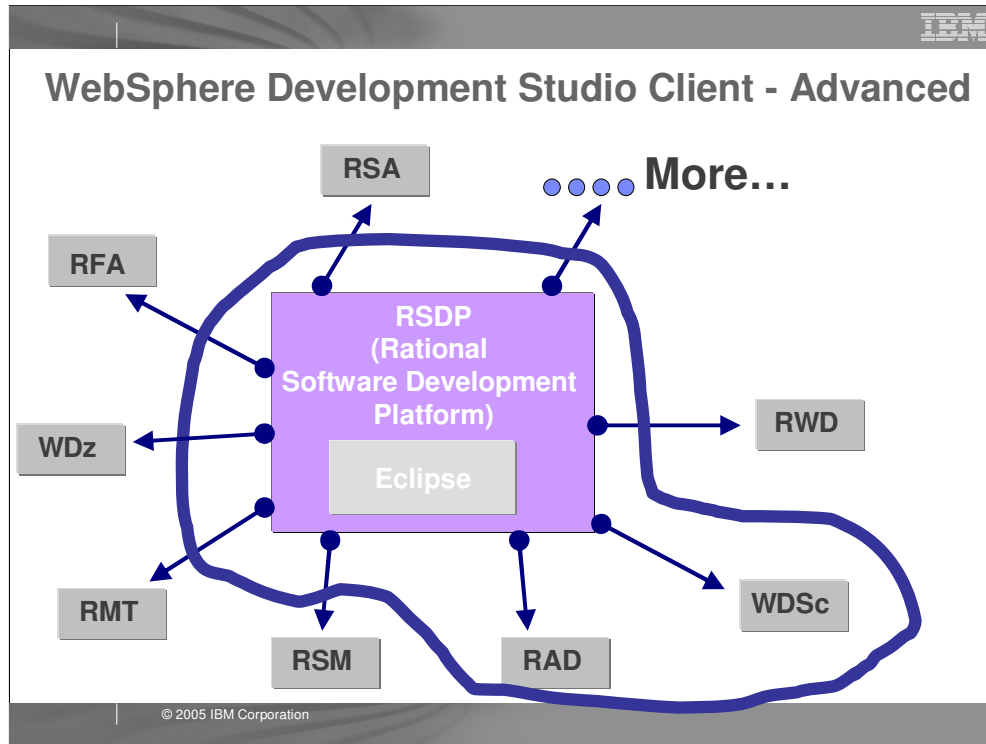 IBM
WebSphere Development Studio Client - Advanced
RSA
More…
RFA
RSDP
(Rational
Software Development
Platform)
RWD
WDz
Eclipse
WDSc
RMT
RSM
RAD
© 2005 IBM Corporation